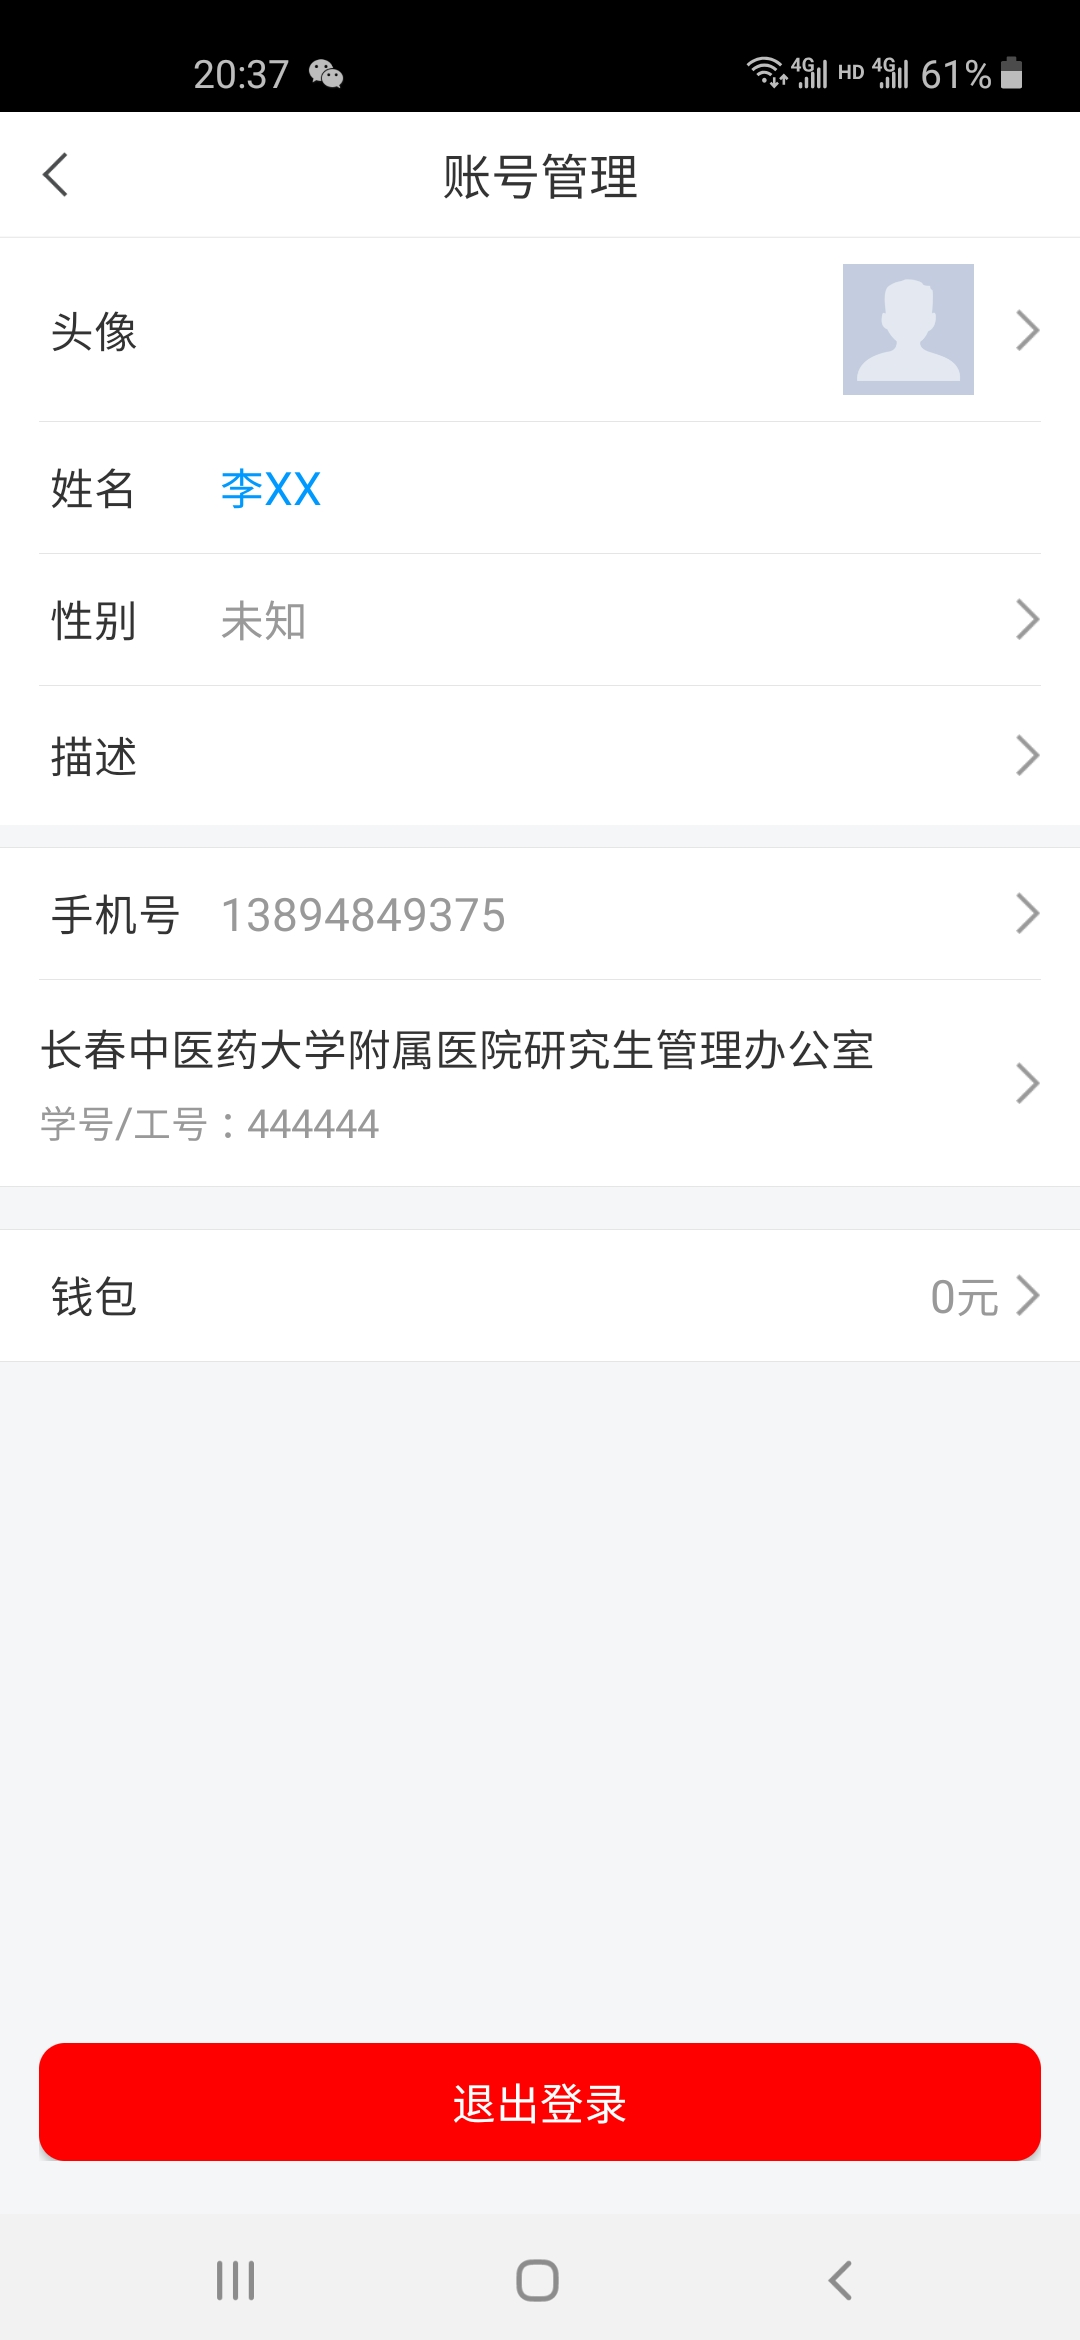 20:37 4G HD 4G 61%
账号管理
头像
姓名 李XX
性别 未知
描述
手机号 13894849375
长春中医药大学附属医院研究生管理办公室
学号/工号：444444
钱包 0元
退出登录